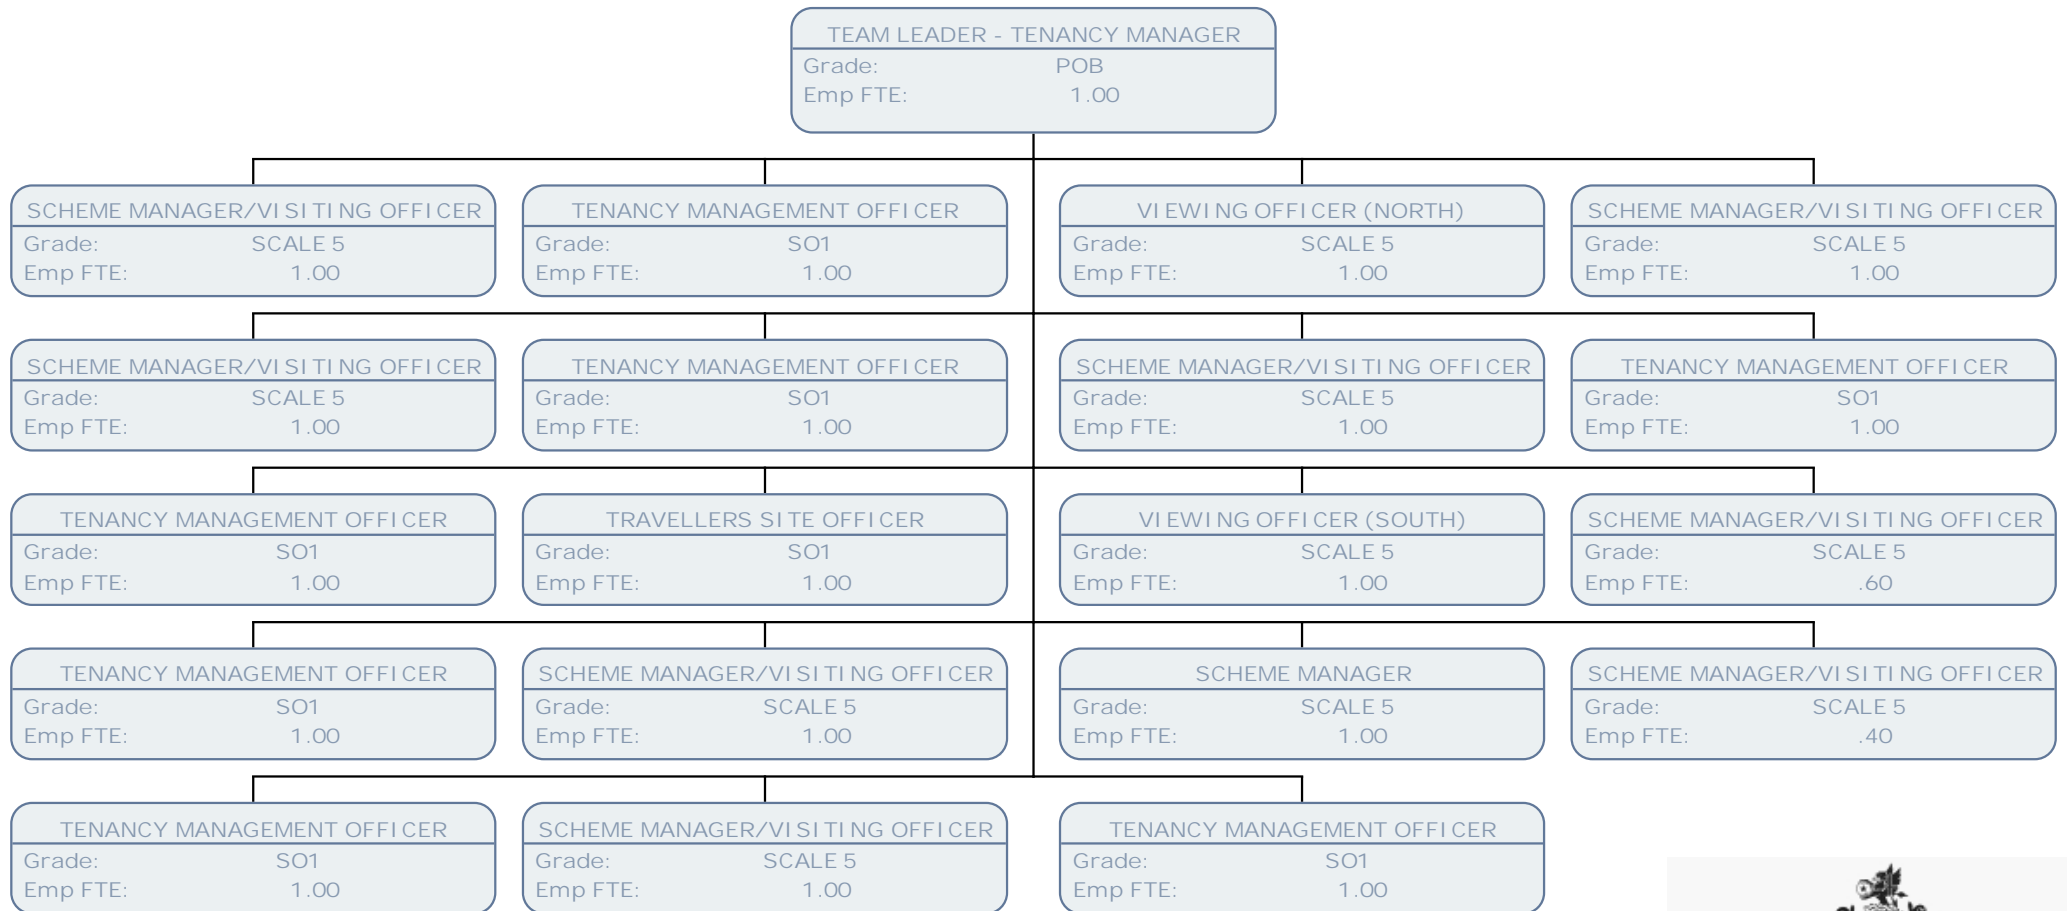 TEAM LEADER - TENANCY MANAGER
Grade: POB
Emp FTE: 1.00
SCHEME MANAGER/VISITING OFFICER
Grade: SCALE 5
Emp FTE: 1.00
TENANCY MANAGEMENT OFFICER
Grade: SO1
Emp FTE: 1.00
VIEWING OFFICER (NORTH)
Grade: SCALE 5
Emp FTE: 1.00
SCHEME MANAGER/VISITING OFFICER
Grade: SCALE 5
Emp FTE: 1.00
SCHEME MANAGER/VISITING OFFICER
Grade: SCALE 5
Emp FTE: 1.00
TENANCY MANAGEMENT OFFICER
Grade: SO1
Emp FTE: 1.00
SCHEME MANAGER/VISITING OFFICER
Grade: SCALE 5
Emp FTE: 1.00
TENANCY MANAGEMENT OFFICER
Grade: SO1
Emp FTE: 1.00
TENANCY MANAGEMENT OFFICER
Grade: SO1
Emp FTE: 1.00
TRAVELLERS SITE OFFICER
Grade: SO1
Emp FTE: 1.00
VIEWING OFFICER (SOUTH)
Grade: SCALE 5
Emp FTE: 1.00
SCHEME MANAGER/VISITING OFFICER
Grade: SCALE 5
Emp FTE: .60
TENANCY MANAGEMENT OFFICER
Grade: SO1
Emp FTE: 1.00
SCHEME MANAGER/VISITING OFFICER
Grade: SCALE 5
Emp FTE: 1.00
SCHEME MANAGER
Grade: SCALE 5
Emp FTE: 1.00
SCHEME MANAGER/VISITING OFFICER
Grade: SCALE 5
Emp FTE: .40
TENANCY MANAGEMENT OFFICER
Grade: SO1
Emp FTE: 1.00
SCHEME MANAGER/VISITING OFFICER
Grade: SCALE 5
Emp FTE: 1.00
TENANCY MANAGEMENT OFFICER
Grade: SO1
Emp FTE: 1.00